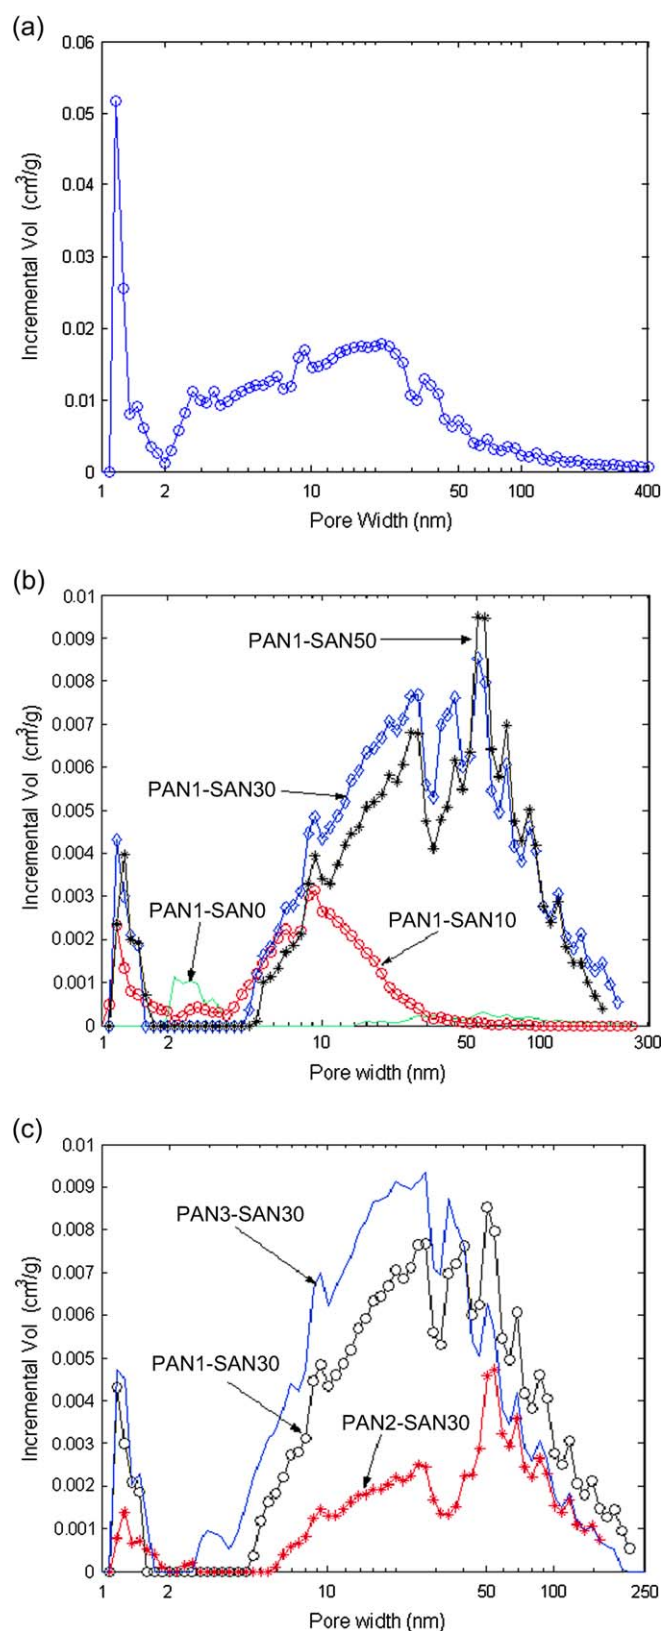 (a)
0.06
0.05
0.04
0.03
0.02
0.01
0
Incremental Vol (cm³/g)
1 2 10 50 100 400
Pore Width (nm)
(b)
0.01
0.009
0.008
0.007
0.006
0.005
0.004
0.003
0.002
0.001
0
Incremental Vol (cm³/g)
PAN1-SAN50
PAN1-SAN30
PAN1-SAN0
PAN1-SAN10
1 2 10 50 100 300
Pore width (nm)
(c)
0.01
0.009
0.008
0.007
0.006
0.005
0.004
0.003
0.002
0.001
0
Incremental Vol (cm³/g)
PAN3-SAN30
PAN1-SAN30
PAN2-SAN30
1 2 10 50 100 250
Pore width (nm)